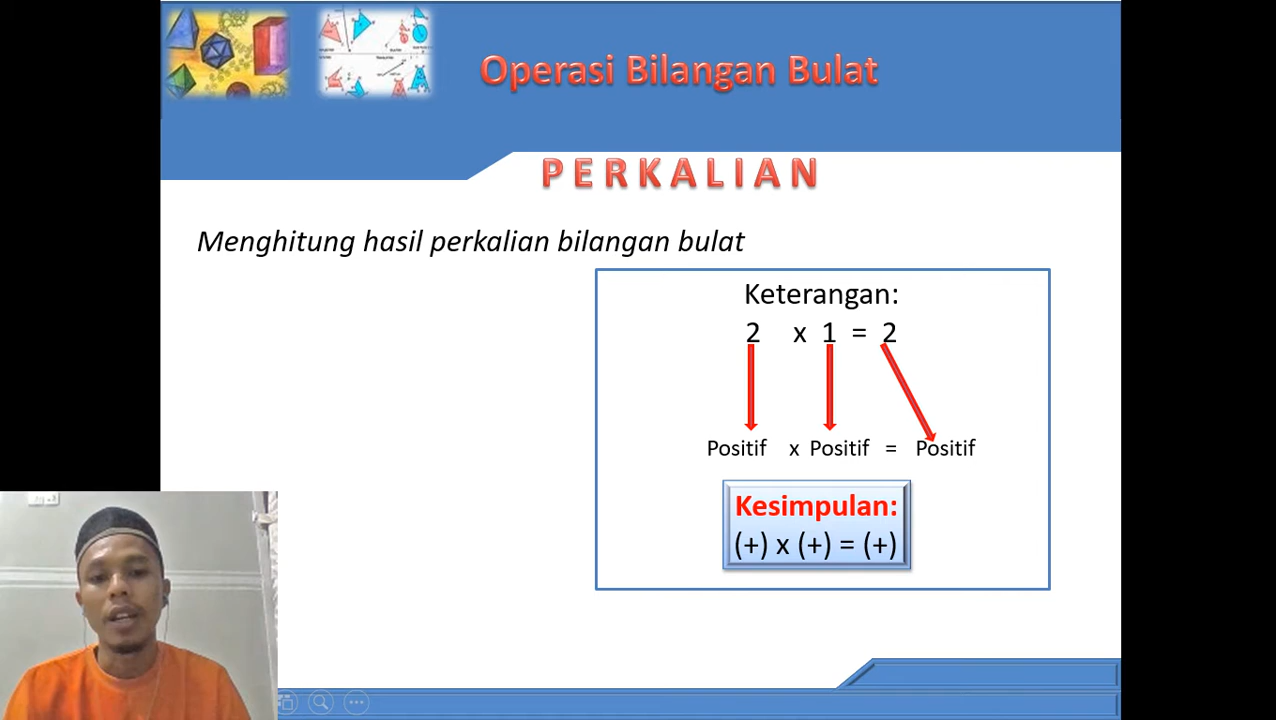 Operasi Bilangan Bulat
PERKALIAN
Menghitung hasil perkalian bilangan bulat
Keterangan:
2 x 1 = 2
Positif x Positif = Positif
Kesimpulan:
(+) x (+) = (+)